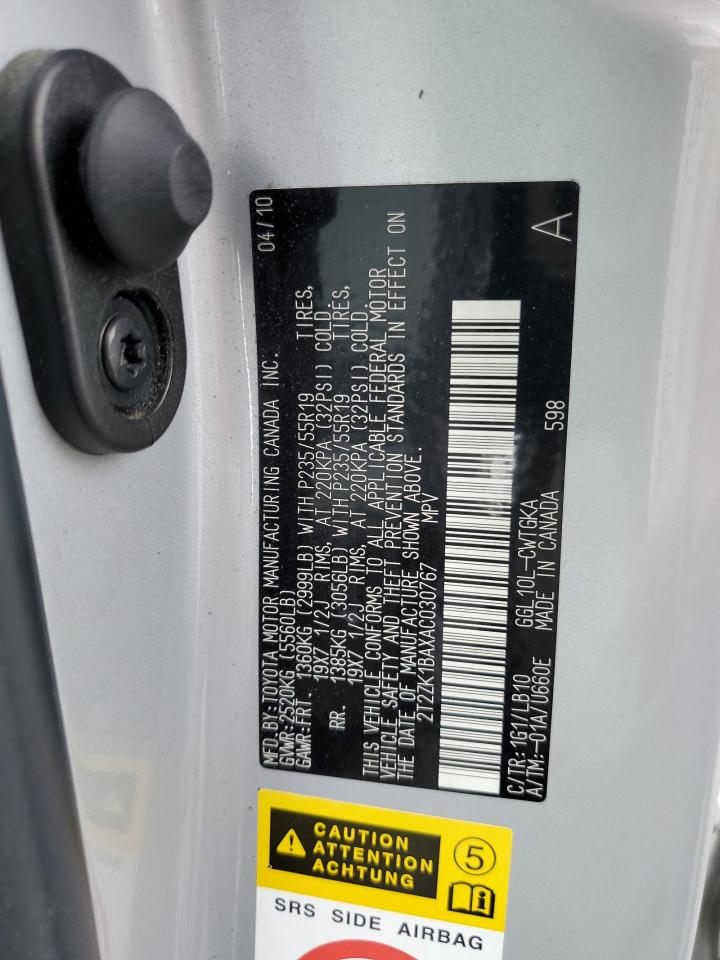 MFD. BY: TOYOTA MOTOR MANUFACTURING CANADA INC. 04/10
GVWR: 2520KG (5560LB)
GAWR: FRT. 1360KG (2999LB) WITH P235/55R19 TIRES,
19X7 1/2J RIMS, AT 220KPA (32PSI) COLD.
RR. 1385KG (3056LB) WITH P235/55R19 TIRES,
19X7 1/2J RIMS, AT 220KPA (32PSI) COLD.
THIS VEHICLE CONFORMS TO ALL APPLICABLE FEDERAL MOTOR
VEHICLE SAFETY AND THEFT PREVENTION STANDARDS IN EFFECT ON
THE DATE OF MANUFACTURE SHOWN ABOVE.
2T2ZK1BAXAC030767 MPV
C/TR: 1G1/LB10 GGL10L-CWTGKA 598 A
A/TM: -01A/U660E MADE IN CANADA
CAUTION
ATTENTION
ACHTUNG
5
i
SRS SIDE AIRBAG